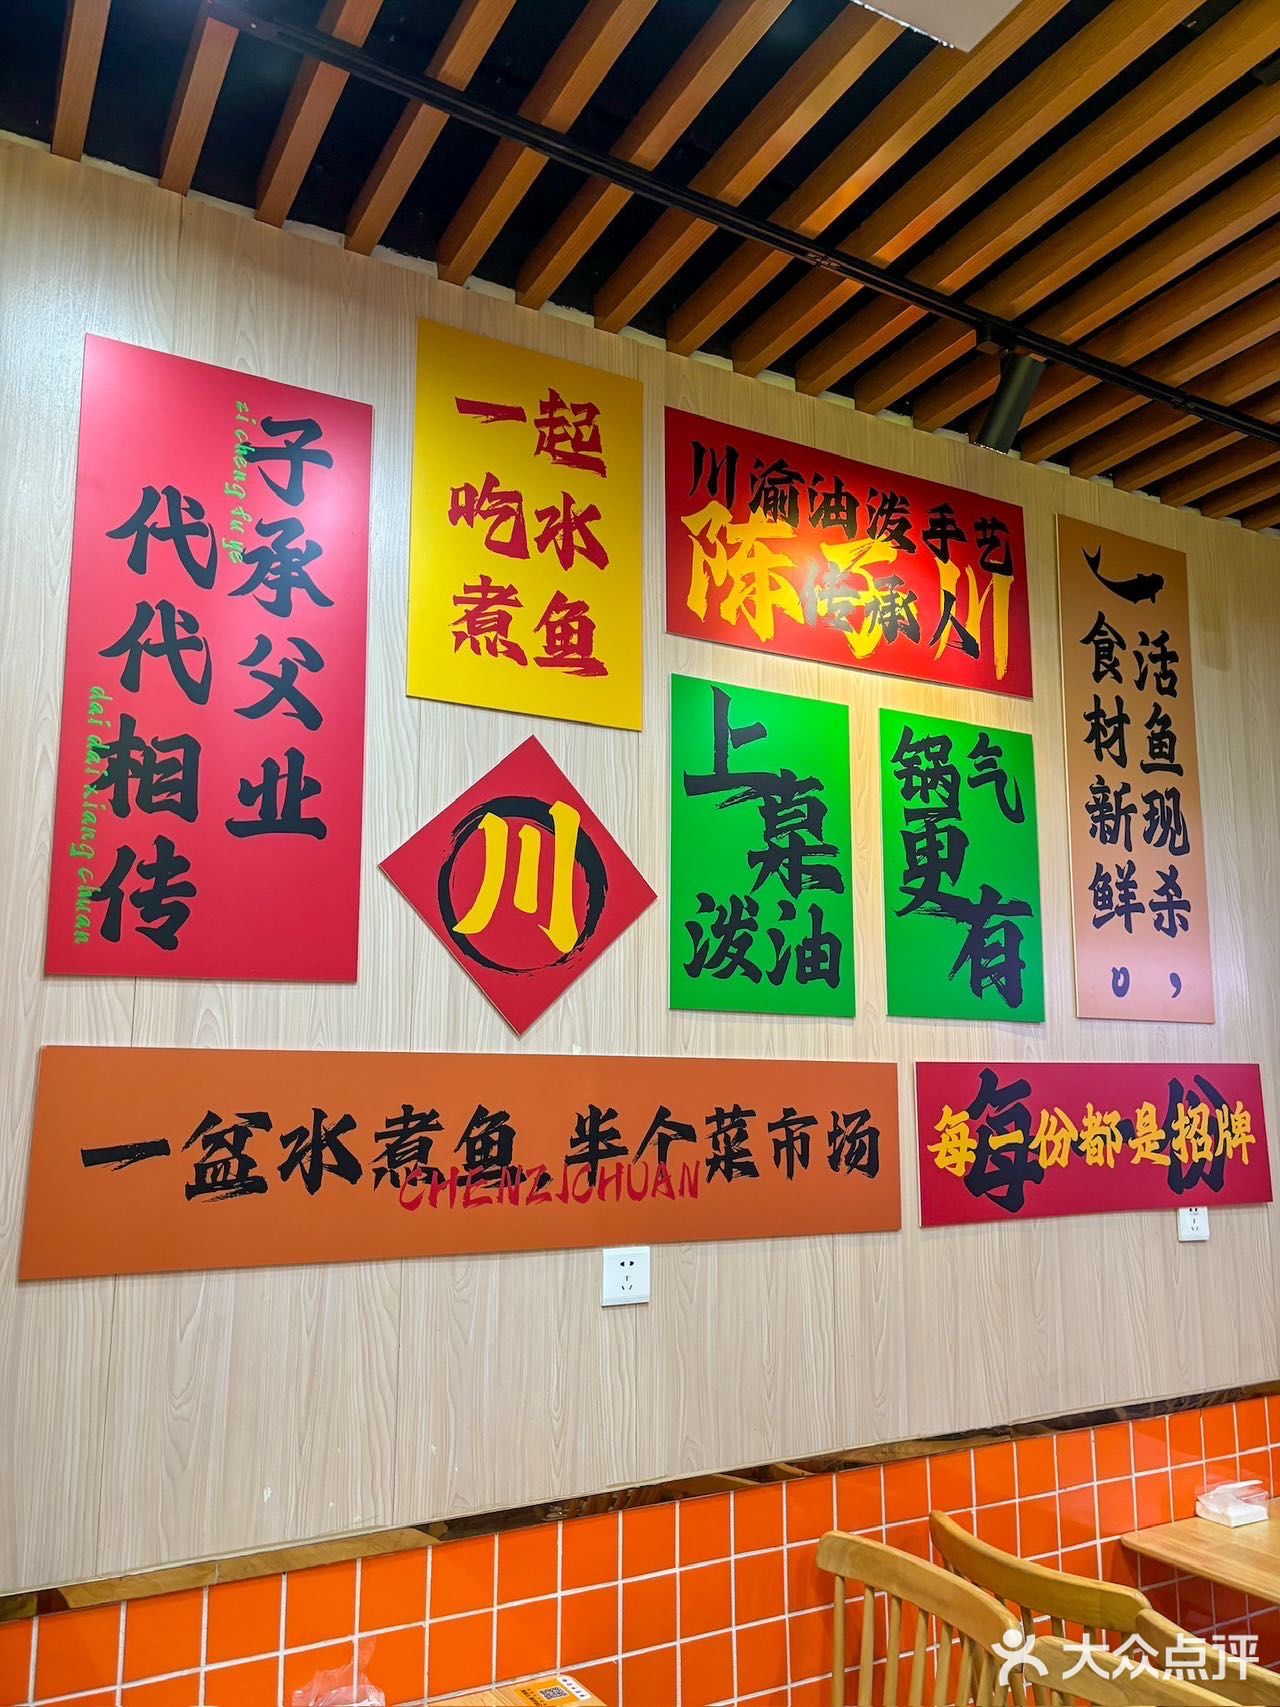 子承父业
zi cheng fu ye
代代相传
dai dai xiang chuan
一起
吃水
煮鱼
川渝油泼手艺
陈子川
传承人
川
上菜
泼油
锅气
更有
活鱼现杀，
食材新鲜。
一盆水煮鱼，半个菜市场
CHENZICHUAN
每一份
每一份都是招牌
大众点评